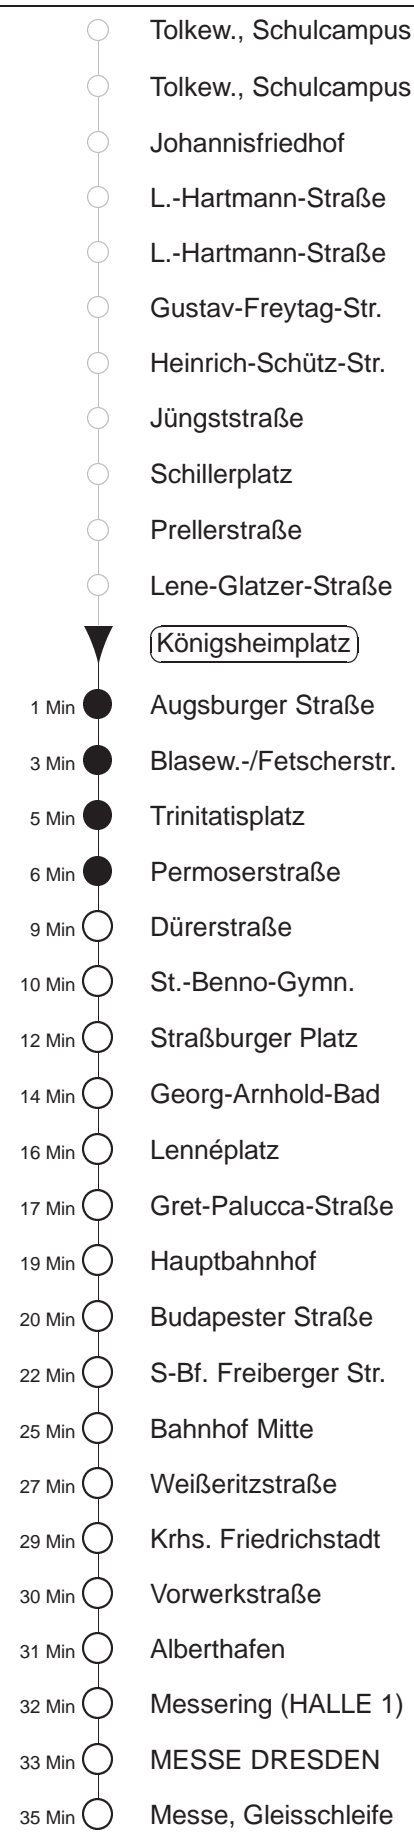 Tolkew., Schulcampus
Tolkew., Schulcampus
Johannisfriedhof
L.-Hartmann-Straße
L.-Hartmann-Straße
Gustav-Freytag-Str.
Heinrich-Schütz-Str.
Jüngststraße
Schillerplatz
Prellerstraße
Lene-Glatzer-Straße
Königsheimplatz
1 Min Augsburger Straße
3 Min Blasew.-/Fetscherstr.
5 Min Trinitatisplatz
6 Min Permoserstraße
9 Min Dürerstraße
10 Min St.-Benno-Gymn.
12 Min Straßburger Platz
14 Min Georg-Arnhold-Bad
16 Min Lennéplatz
17 Min Gret-Palucca-Straße
19 Min Hauptbahnhof
20 Min Budapester Straße
22 Min S-Bf. Freiberger Str.
25 Min Bahnhof Mitte
27 Min Weißeritzstraße
29 Min Krhs. Friedrichstadt
30 Min Vorwerkstraße
31 Min Alberthafen
32 Min Messering (HALLE 1)
33 Min MESSE DRESDEN
35 Min Messe, Gleisschleife